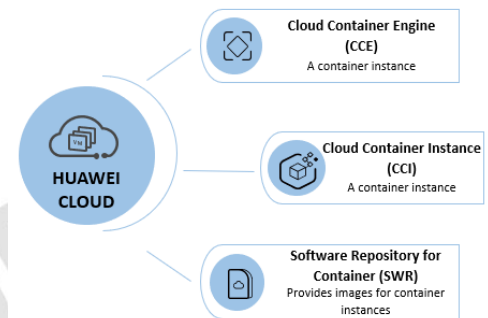 Cloud Container Engine
(CCE)
A container instance
HUAWEI
CLOUD
VM
Cloud Container Instance
(CCI)
A container instance
Software Repository for
Container (SWR)
Provides images for container
instances